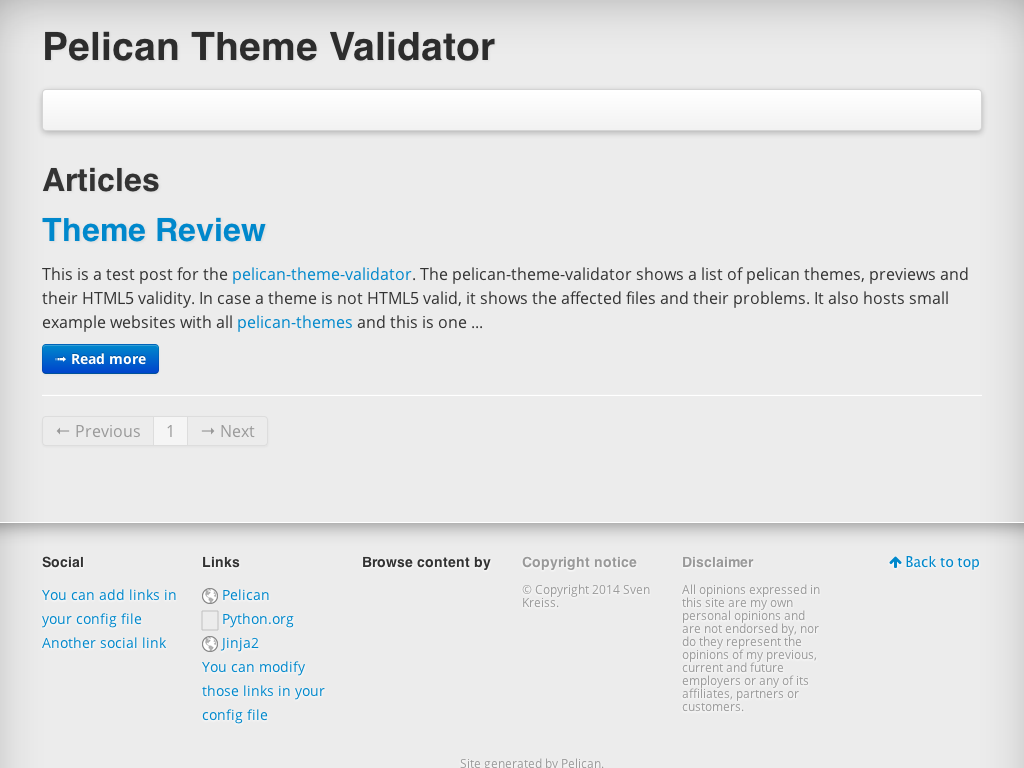 Pelican Theme Validator
Articles
Theme Review
This is a test post for the pelican-theme-validator. The pelican-theme-validator shows a list of pelican themes, previews and
their HTML5 validity. In case a theme is not HTML5 valid, it shows the affected files and their problems. It also hosts small
example websites with all pelican-themes and this is one ...
➟ Read more
← Previous 1 → Next
Social
You can add links in
your config file
Another social link
Links
Pelican
Python.org
Jinja2
You can modify
those links in your
config file
Browse content by
Copyright notice
© Copyright 2014 Sven
Kreiss.
Disclaimer
All opinions expressed in
this site are my own
personal opinions and
are not endorsed by, nor
do they represent the
opinions of my previous,
current and future
employers or any of its
affiliates, partners or
customers.
Back to top
Site generated by Pelican.